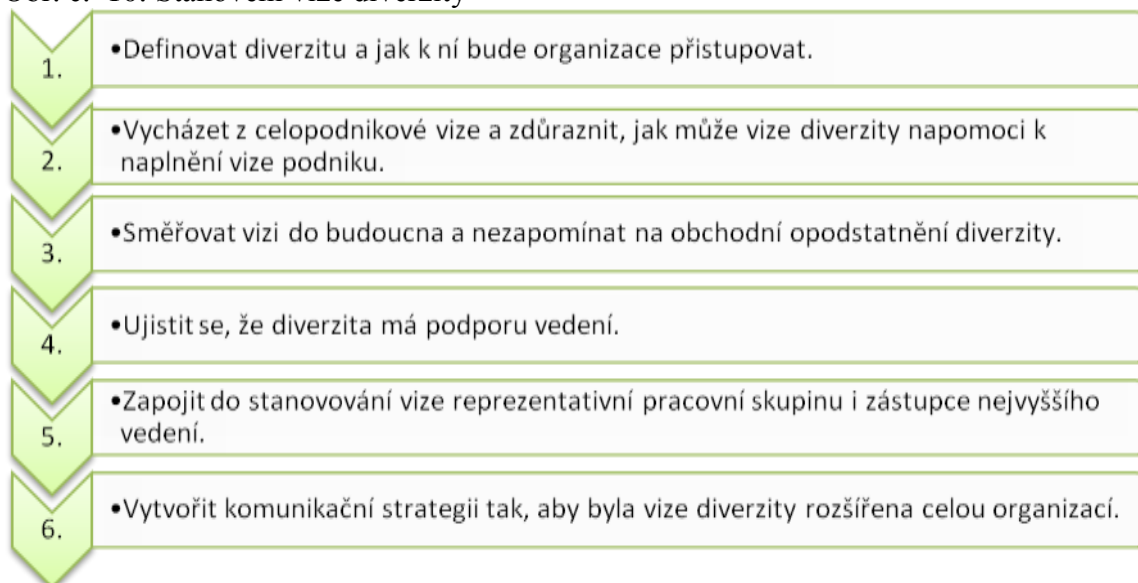 1.
•Definovat diverzitu a jak k ní bude organizace přistupovat.
2.
•Vycházet z celopodnikové vize a zdůraznit, jak může vize diverzity napomoci k
naplnění vize podniku.
3.
•Směřovat vizi do budoucna a nezapomínat na obchodní opodstatnění diverzity.
4.
•Ujistit se, že diverzita má podporu vedení.
5.
•Zapojit do stanovování vize reprezentativní pracovní skupinu i zástupce nejvyššího
vedení.
6.
•Vytvořit komunikační strategii tak, aby byla vize diverzity rozšířena celou organizací.